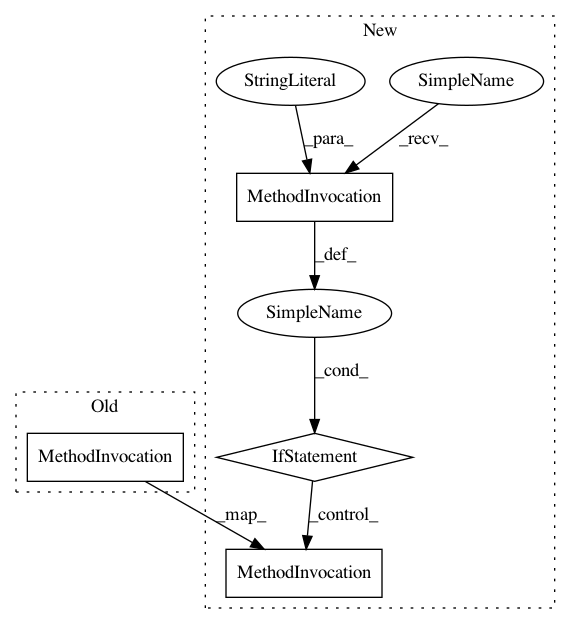 New
StringLiteral
SimpleName
_para_
_recv_
MethodInvocation
_def_
SimpleName
_cond_
Old
MethodInvocation
IfStatement
_map_
_control_
MethodInvocation